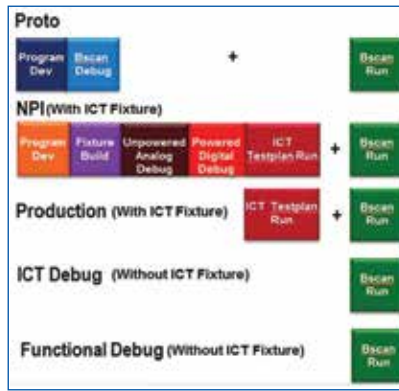 Proto
Program Dev
Bscan Debug
+
Bscan Run
NPI (With ICT Fixture)
Program Dev
Fixture Build
Unpowered Analog Debug
Powered Digital Debug
ICT Testplan Run
+
Bscan Run
Production (With ICT Fixture)
ICT Testplan Run
+
Bscan Run
ICT Debug (Without ICT Fixture)
Bscan Run
Functional Debug (Without ICT Fixture)
Bscan Run